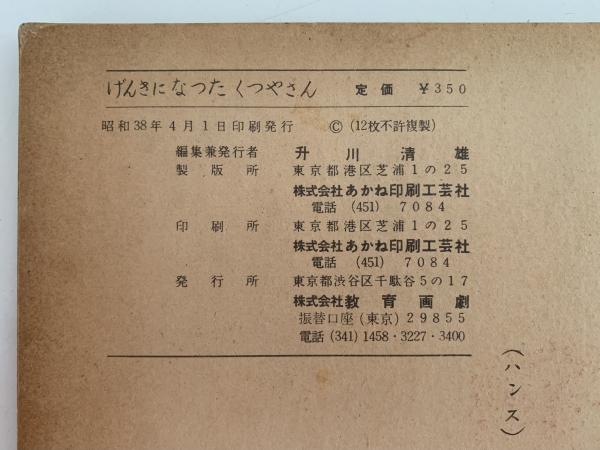 げんきになつた くつやさん 定価 ¥350
昭和38年4月1日印刷発行 © (12枚不許複製)
編集兼発行者 升川清雄
製版所 東京都港区芝浦1の25
株式会社あかね印刷工芸社
電話 (451) 7084
印刷所 東京都港区芝浦1の25
株式会社あかね印刷工芸社
電話 (451) 7084
発行所 東京都渋谷区千駄谷5の17
株式会社教育画劇
振替口座(東京)29855
電話(341)1458・3227・3400
(ハンス)